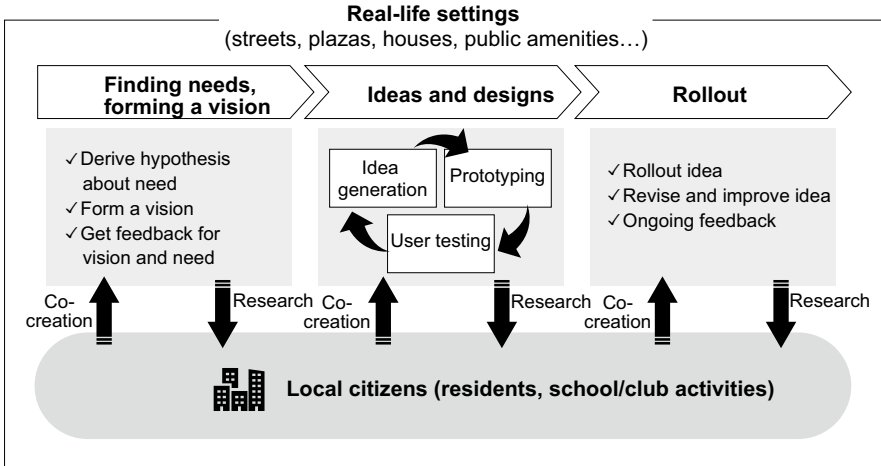 Real-life settings
(streets, plazas, houses, public amenities…)
Finding needs,
forming a vision
Ideas and designs
Rollout
✓Derive hypothesis
about need
✓Form a vision
✓Get feedback for
vision and need
Idea
generation
Prototyping
User testing
✓Rollout idea
✓Revise and improve idea
✓Ongoing feedback
Co-
creation
Research
Co-
creation
Research
Co-
creation
Research
Local citizens (residents, school/club activities)